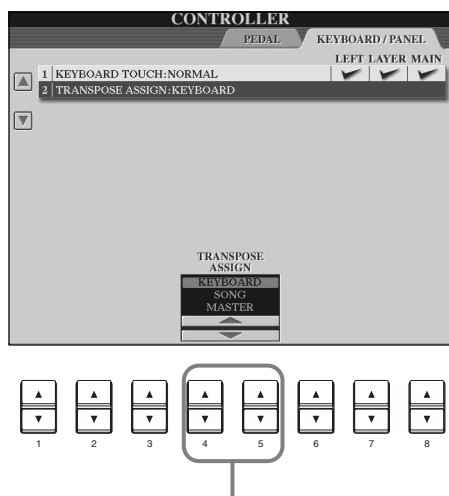 CONTROLLER
PEDAL KEYBOARD / PANEL
LEFT LAYER MAIN
1 KEYBOARD TOUCH:NORMAL
2 TRANSPOSE ASSIGN:KEYBOARD
TRANSPOSE
ASSIGN
KEYBOARD
SONG
MASTER
1 2 3 4 5 6 7 8